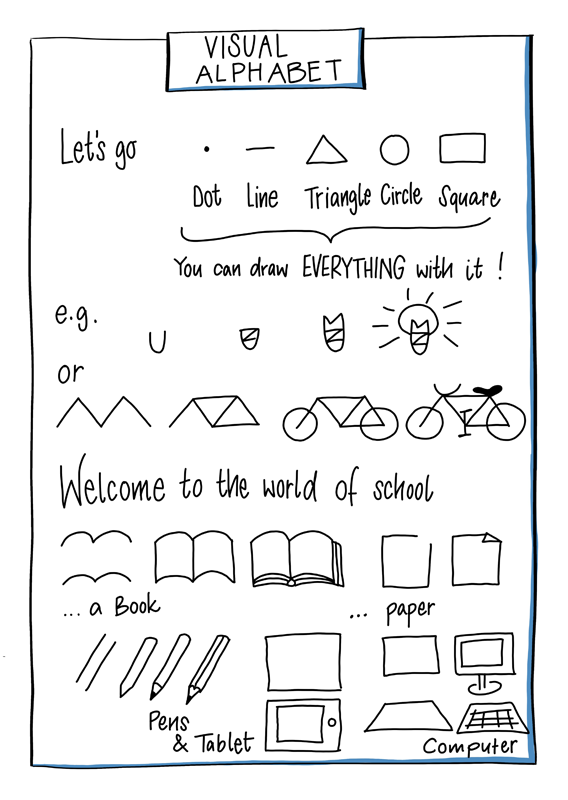 VISUAL
ALPHABET
Let's go
Dot Line Triangle Circle Square
You can draw EVERYTHING with it !
e.g.
or
Welcome to the world of school
... a Book
... paper
Pens
& Tablet
Computer